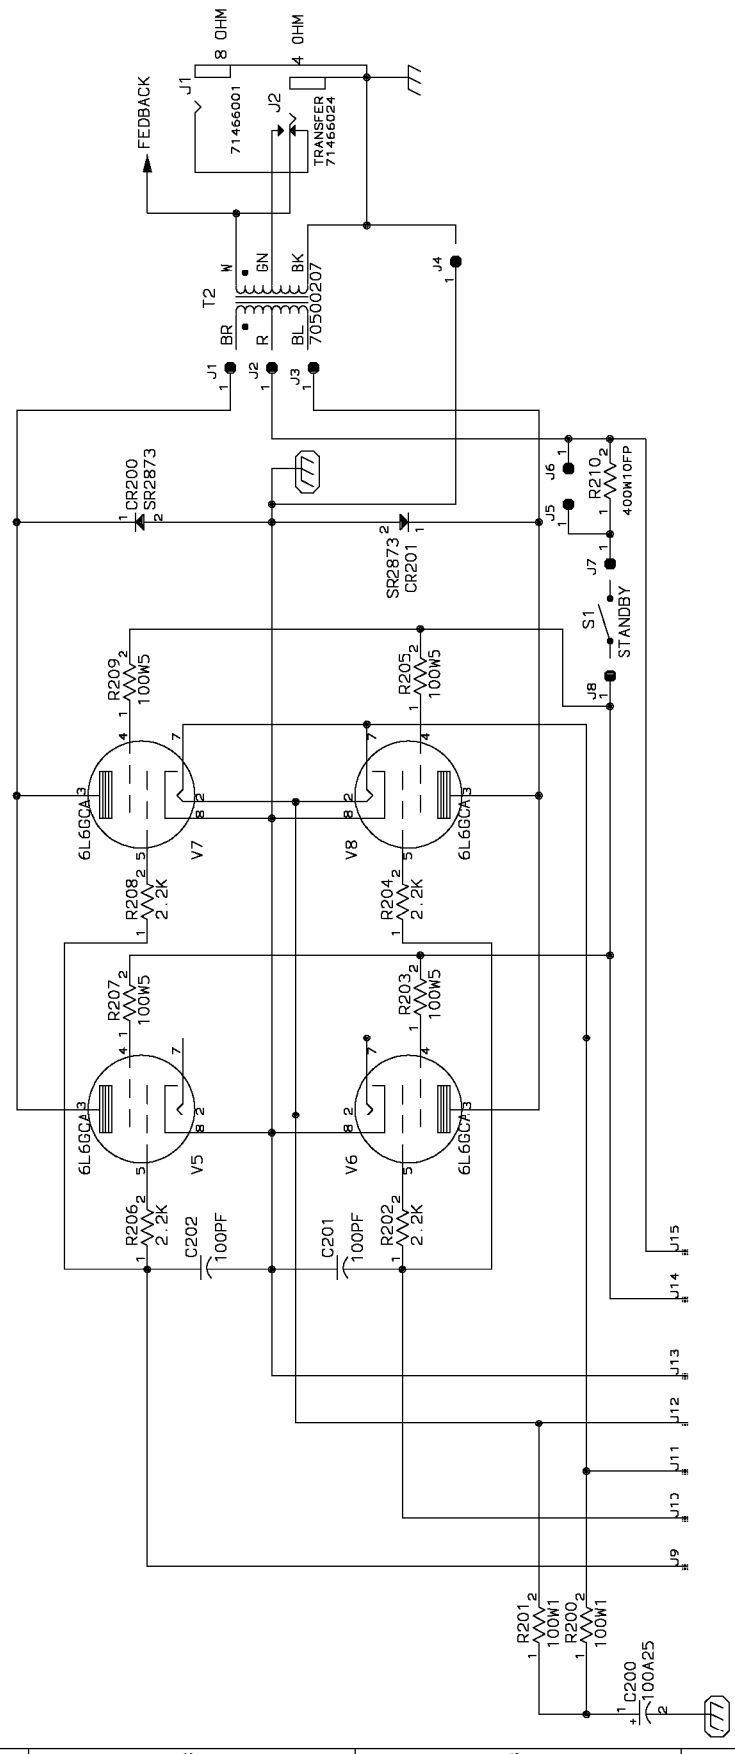 8 OHM
4 OHM
J1
J2
71466001
TRANSFER
71466024
FEDBACK
W
GN
BK
T2
70500207
BR
R
BL
J4
1
J1
1
J2
1
J3
1
CR200
SR2873
1
2
SR2873
CR201
2
1
J6
1
J5
1
R210
400W10FP
2
1
J7
1
S1
STANDBY
J8
1
R209
100W5
2
1
R205
100W5
2
1
4
7
3
2
8
5
6L6GCA
V7
7
4
2
8
3
5
V8
6L6GCA
R208
2.2K
2
1
R204
2.2K
2
1
R207
100W5
2
1
R203
100W5
2
1
4
7
3
2
8
5
6L6GCA
V5
7
4
2
8
3
5
V6
6L6GCA
R206
2.2K
2
1
C202
100PF
C201
100PF
R202
2.2K
2
1
J15
J14
J13
J12
J11
J10
J9
R201
100W1
2
1
R200
100W1
2
1
C200
100A25
1
+
2